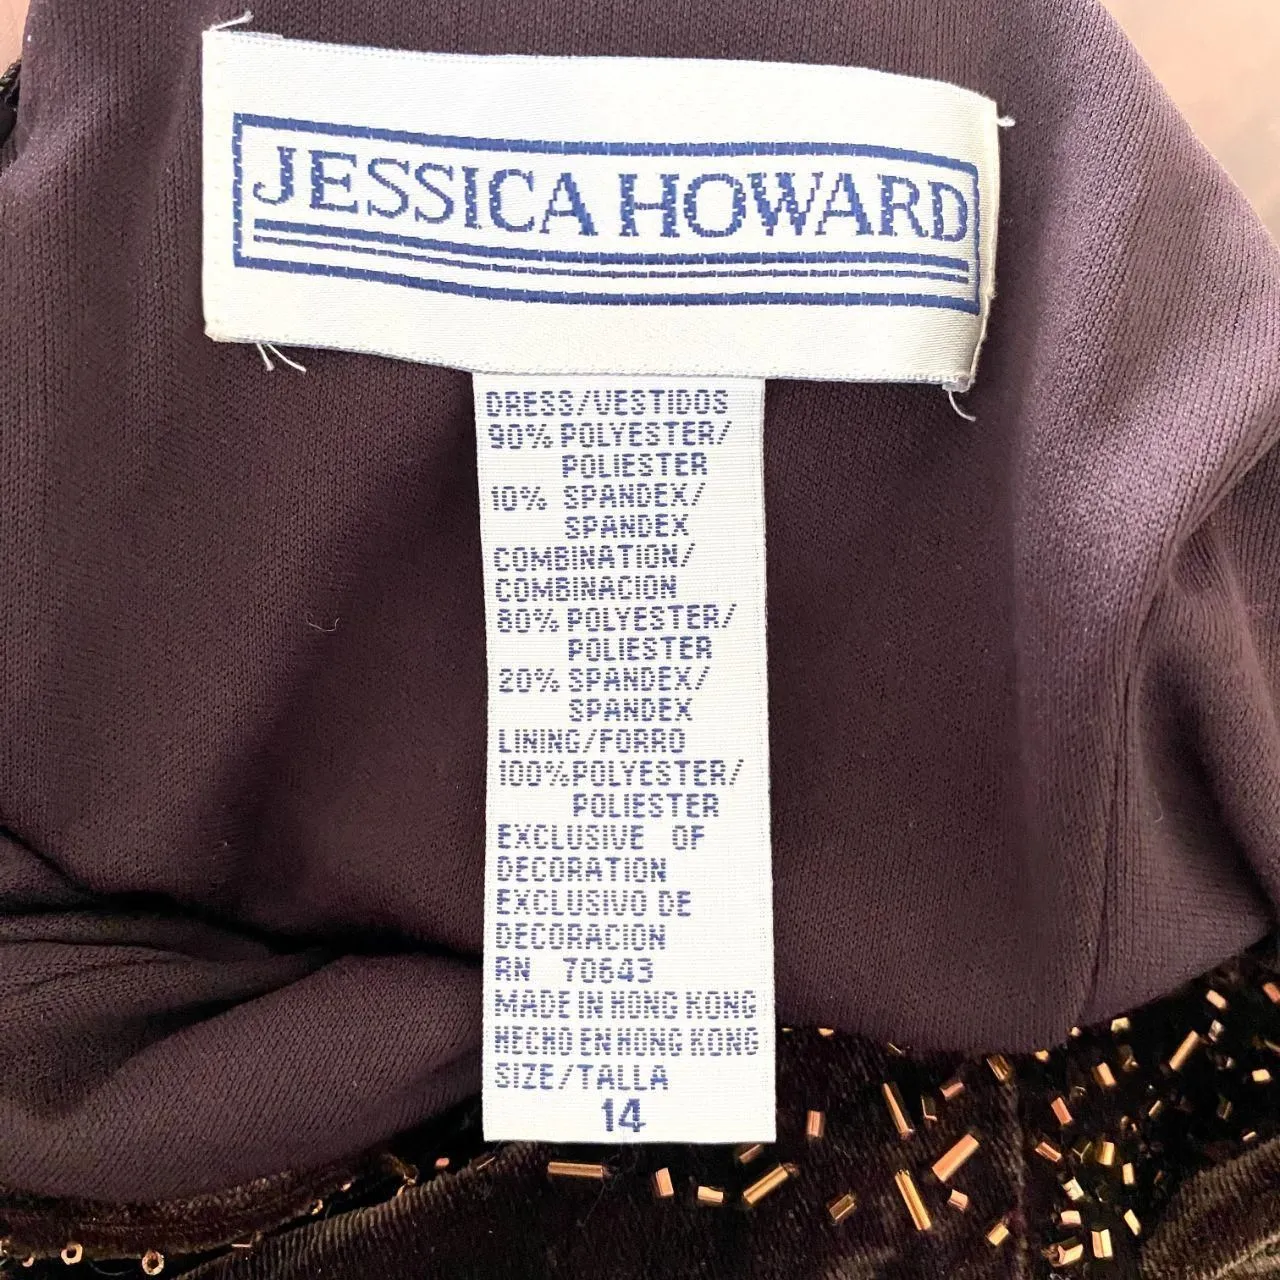 JESSICA HOWARD
DRESS/VESTIDOS
90% POLYESTER/
POLIESTER
10% SPANDEX/
SPANDEX
COMBINATION/
COMBINACION
80% POLYESTER/
POLIESTER
20% SPANDEX/
SPANDEX
LINING/FORRO
100% POLYESTER/
POLIESTER
EXCLUSIVE OF
DECORATION
EXCLUSIVO DE
DECORACION
RN 70643
MADE IN HONG KONG
HECHO EN HONG KONG
SIZE/TALLA
14